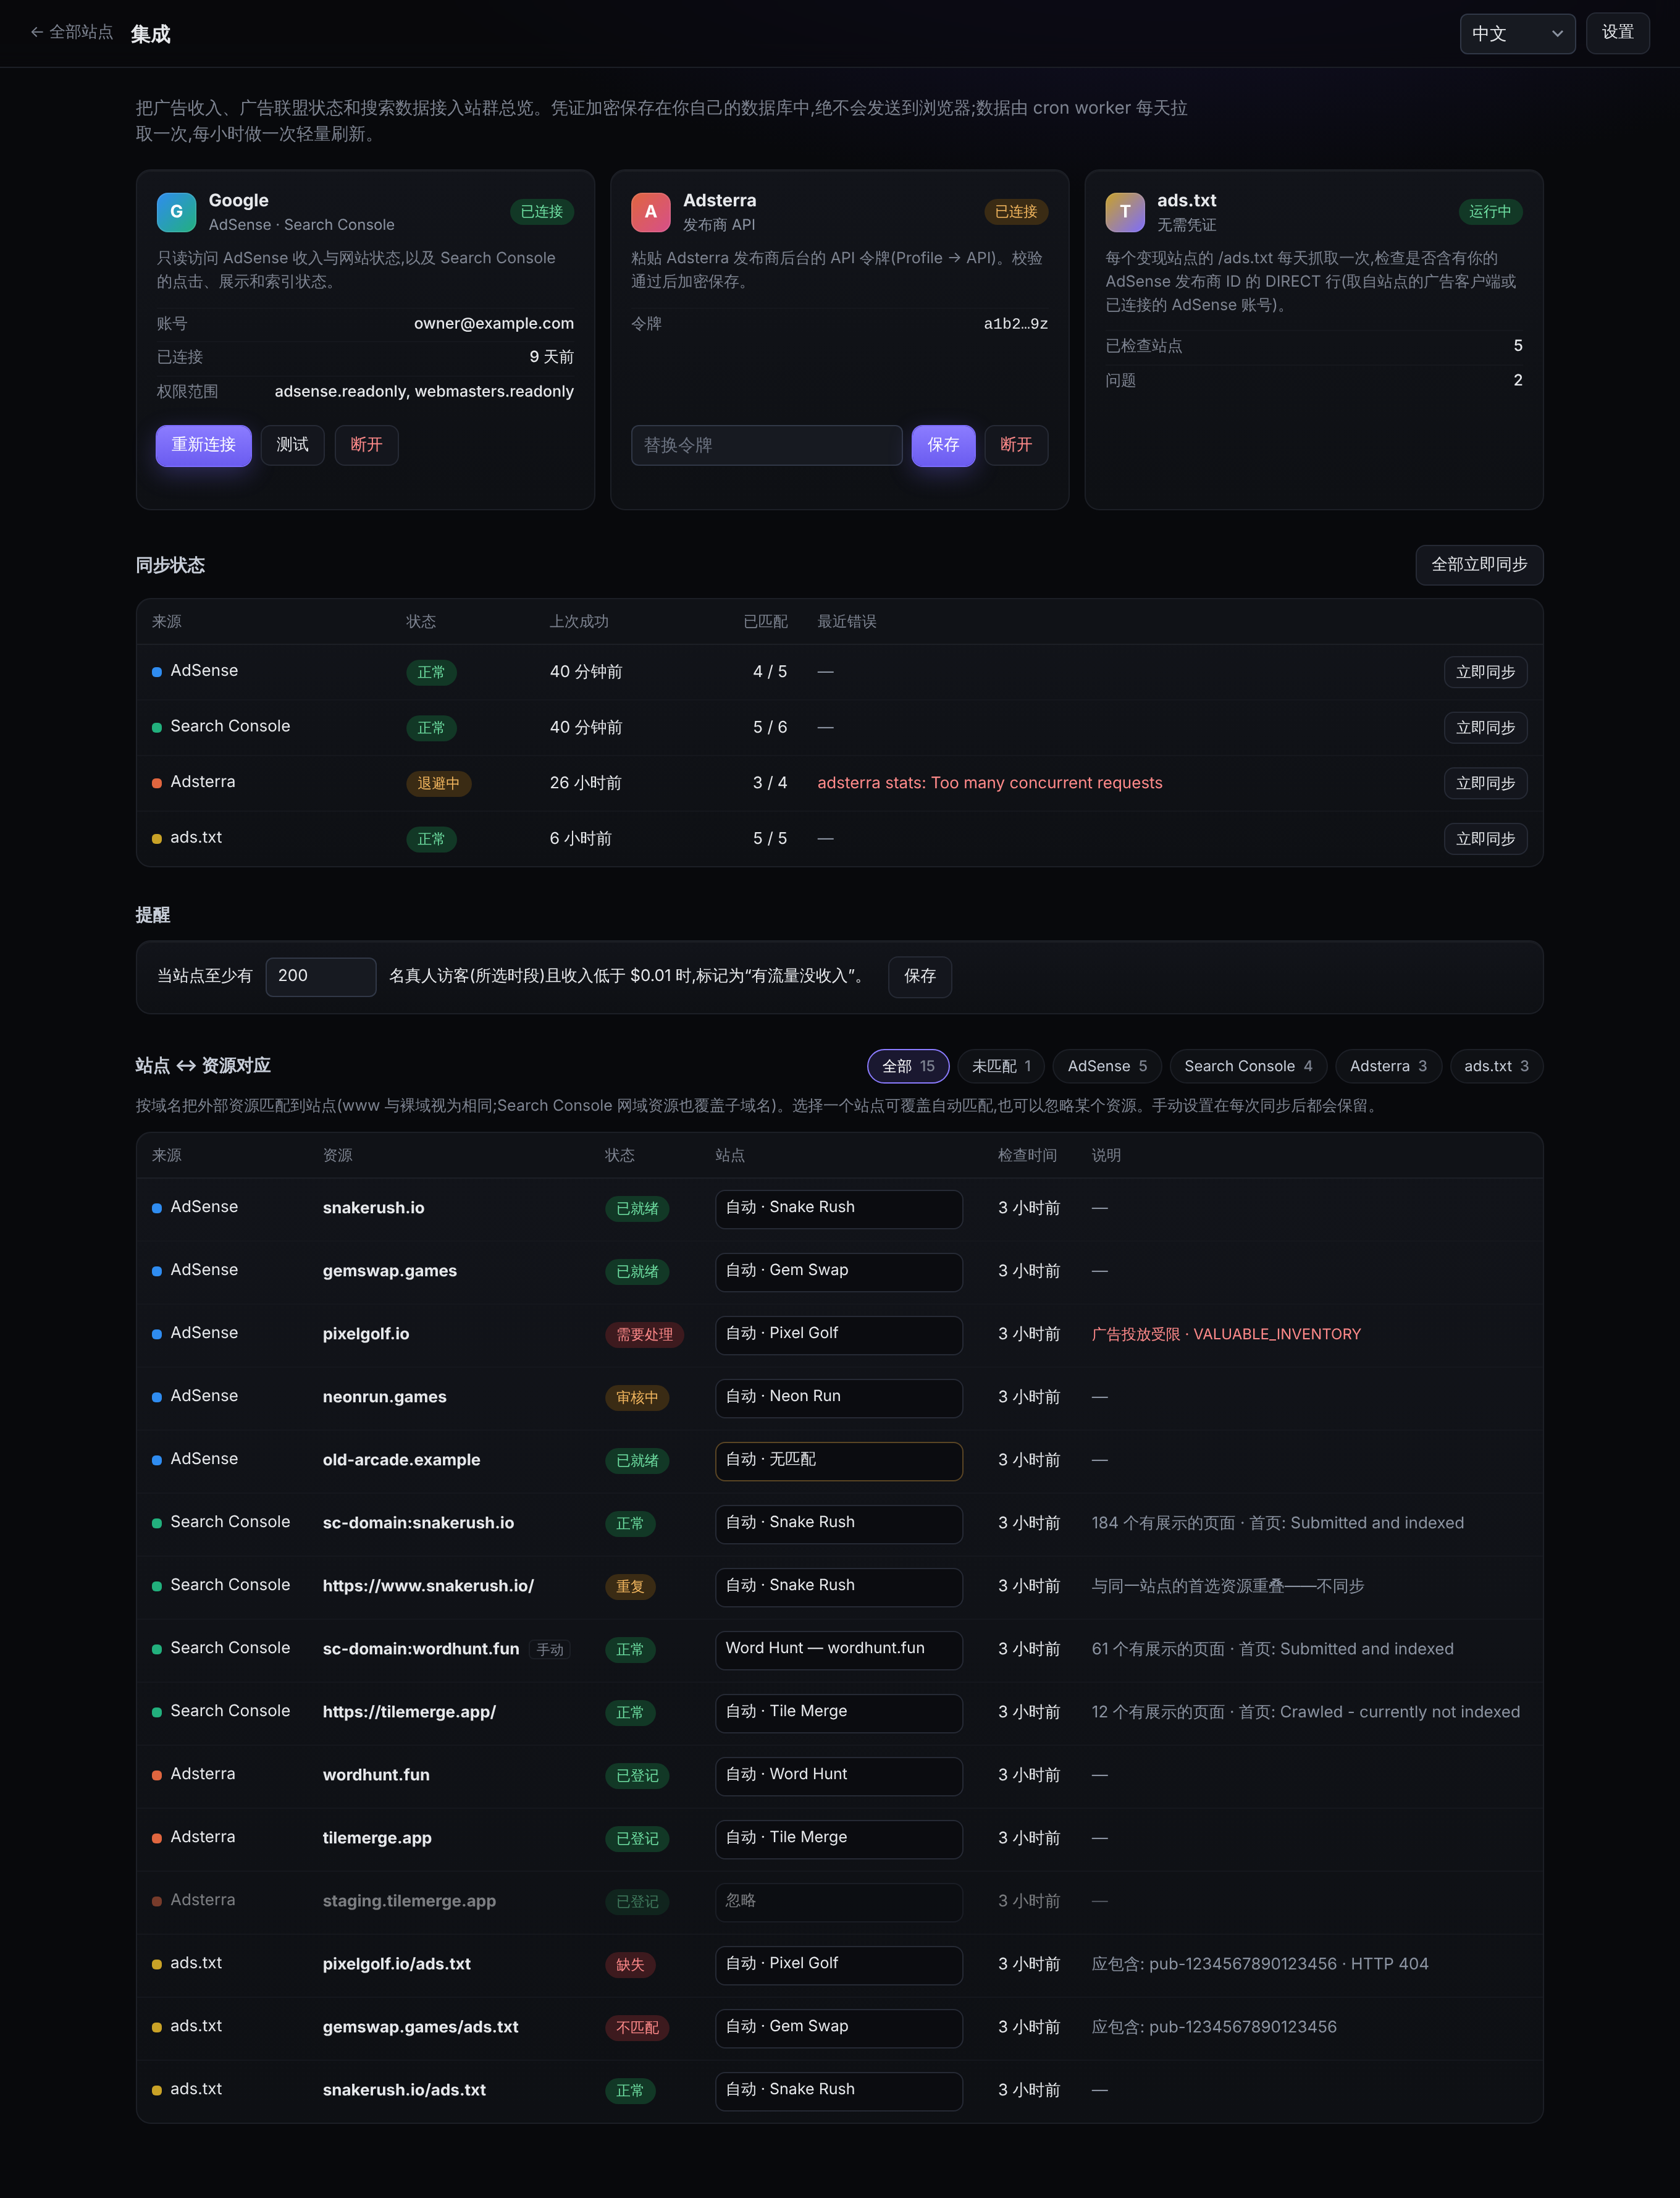 ← 全部站点 集成 中文 设置
把广告收入、广告联盟状态和搜索数据接入站群总览。凭证加密保存在你自己的数据库中,绝不会发送到浏览器;数据由 cron worker 每天拉
取一次,每小时做一次轻量刷新。
G Google 已连接
AdSense · Search Console
只读访问 AdSense 收入与网站状态,以及 Search Console
的点击、展示和索引状态。
账号 owner@example.com
已连接 9 天前
权限范围 adsense.readonly, webmasters.readonly
重新连接 测试 断开
A Adsterra 已连接
发布商 API
粘贴 Adsterra 发布商后台的 API 令牌(Profile → API)。校验
通过后加密保存。
令牌 a1b2…9z
替换令牌 保存 断开
T ads.txt 运行中
无需凭证
每个变现站点的 /ads.txt 每天抓取一次,检查是否含有你的
AdSense 发布商 ID 的 DIRECT 行(取自站点的广告客户端或
已连接的 AdSense 账号)。
已检查站点 5
问题 2
同步状态 全部立即同步
来源 状态 上次成功 已匹配 最近错误
AdSense 正常 40 分钟前 4 / 5 — 立即同步
Search Console 正常 40 分钟前 5 / 6 — 立即同步
Adsterra 退避中 26 小时前 3 / 4 adsterra stats: Too many concurrent requests 立即同步
ads.txt 正常 6 小时前 5 / 5 — 立即同步
提醒
当站点至少有 200 名真人访客(所选时段)且收入低于 $0.01 时,标记为“有流量没收入”。 保存
站点 ↔ 资源对应 全部 15 未匹配 1 AdSense 5 Search Console 4 Adsterra 3 ads.txt 3
按域名把外部资源匹配到站点(www 与裸域视为相同;Search Console 网域资源也覆盖子域名)。选择一个站点可覆盖自动匹配,也可以忽略某个资源。手动设置在每次同步后都会保留。
来源 资源 状态 站点 检查时间 说明
AdSense snakerush.io 已就绪 自动 · Snake Rush 3 小时前 —
AdSense gemswap.games 已就绪 自动 · Gem Swap 3 小时前 —
AdSense pixelgolf.io 需要处理 自动 · Pixel Golf 3 小时前 广告投放受限 · VALUABLE_INVENTORY
AdSense neonrun.games 审核中 自动 · Neon Run 3 小时前 —
AdSense old-arcade.example 已就绪 自动 · 无匹配 3 小时前 —
Search Console sc-domain:snakerush.io 正常 自动 · Snake Rush 3 小时前 184 个有展示的页面 · 首页: Submitted and indexed
Search Console https://www.snakerush.io/ 重复 自动 · Snake Rush 3 小时前 与同一站点的首选资源重叠——不同步
Search Console sc-domain:wordhunt.fun 手动 正常 Word Hunt — wordhunt.fun 3 小时前 61 个有展示的页面 · 首页: Submitted and indexed
Search Console https://tilemerge.app/ 正常 自动 · Tile Merge 3 小时前 12 个有展示的页面 · 首页: Crawled - currently not indexed
Adsterra wordhunt.fun 已登记 自动 · Word Hunt 3 小时前 —
Adsterra tilemerge.app 已登记 自动 · Tile Merge 3 小时前 —
Adsterra staging.tilemerge.app 已登记 忽略 3 小时前 —
ads.txt pixelgolf.io/ads.txt 缺失 自动 · Pixel Golf 3 小时前 应包含: pub-1234567890123456 · HTTP 404
ads.txt gemswap.games/ads.txt 不匹配 自动 · Gem Swap 3 小时前 应包含: pub-1234567890123456
ads.txt snakerush.io/ads.txt 正常 自动 · Snake Rush 3 小时前 —